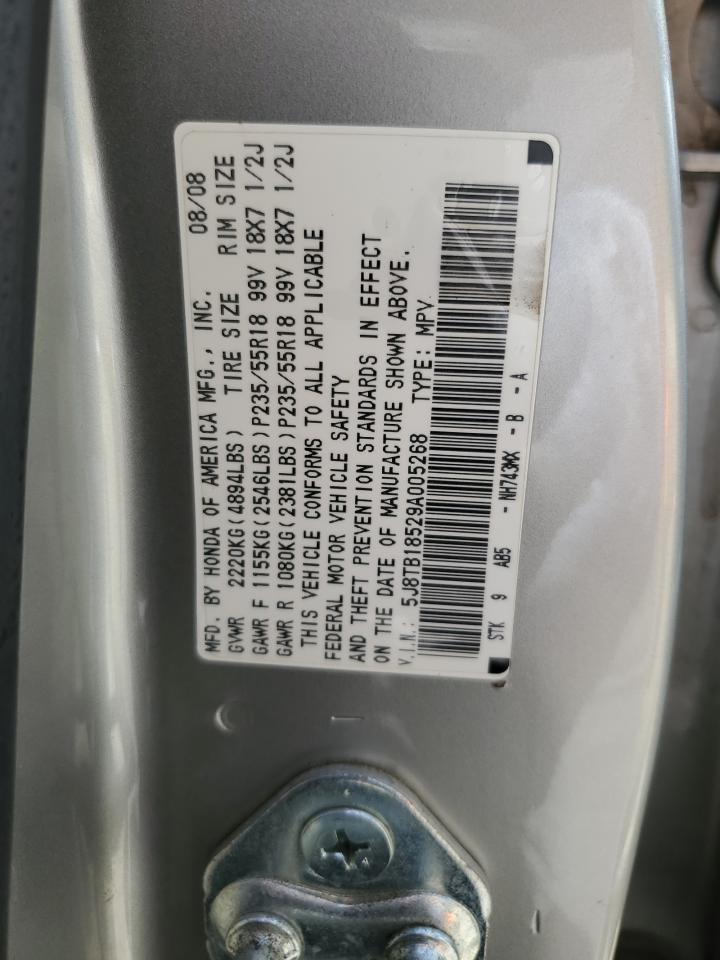 MFD. BY HONDA OF AMERICA MFG., INC. 08/08
GVWR 2220KG(4894LBS) TIRE SIZE RIM SIZE
GAWR F 1155KG(2546LBS)P235/55R18 99V 18X7 1/2J
GAWR R 1080KG(2381LBS)P235/55R18 99V 18X7 1/2J
THIS VEHICLE CONFORMS TO ALL APPLICABLE
FEDERAL MOTOR VEHICLE SAFETY
AND THEFT PREVENTION STANDARDS IN EFFECT
ON THE DATE OF MANUFACTURE SHOWN ABOVE.
V.I.N.: 5J8TB18529A005268 TYPE: MPV
STK 9 AB5 - NH743MX - B - A